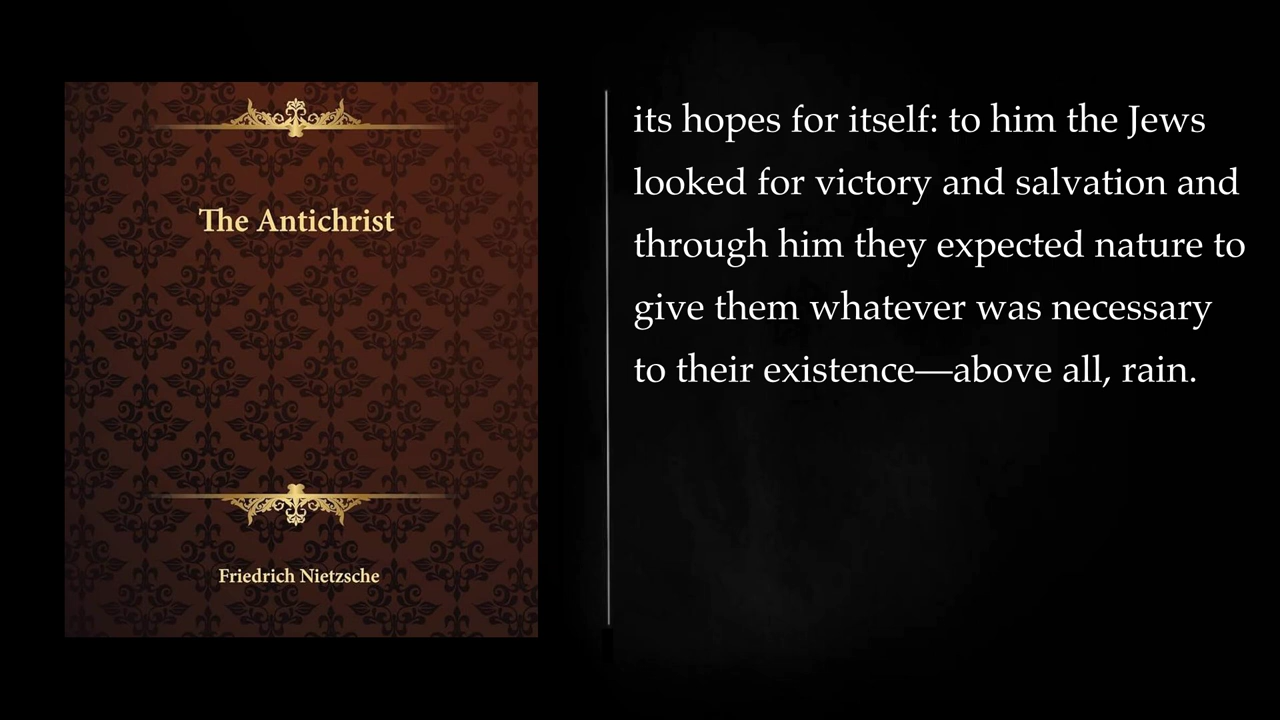 The Antichrist
Friedrich Nietzsche
its hopes for itself: to him the Jews
looked for victory and salvation and
through him they expected nature to
give them whatever was necessary
to their existence—above all, rain.